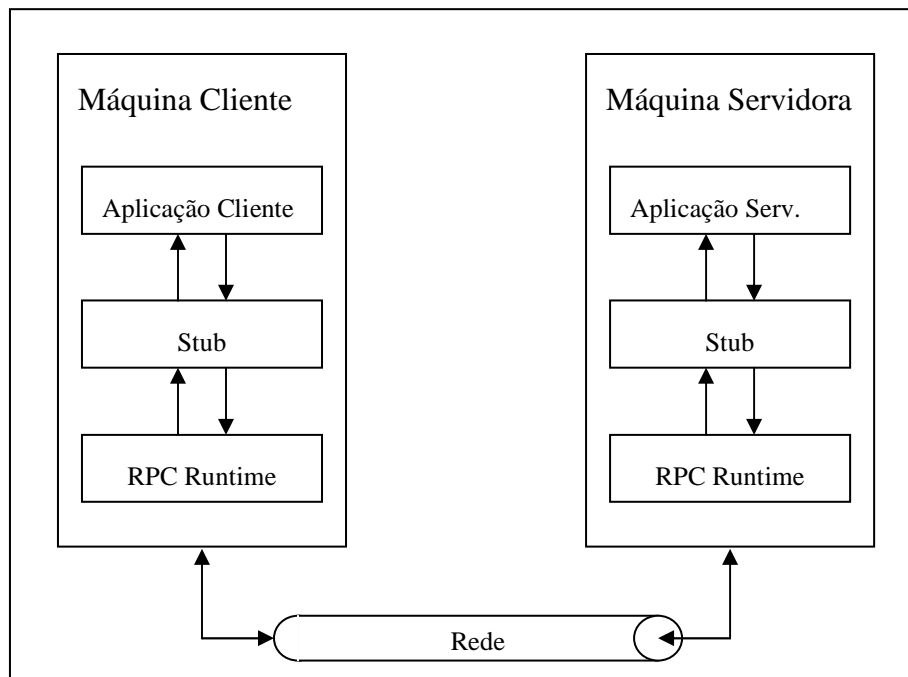 Máquina Cliente
Aplicação Cliente
Stub
RPC Runtime
Máquina Servidora
Aplicação Serv.
Stub
RPC Runtime
Rede